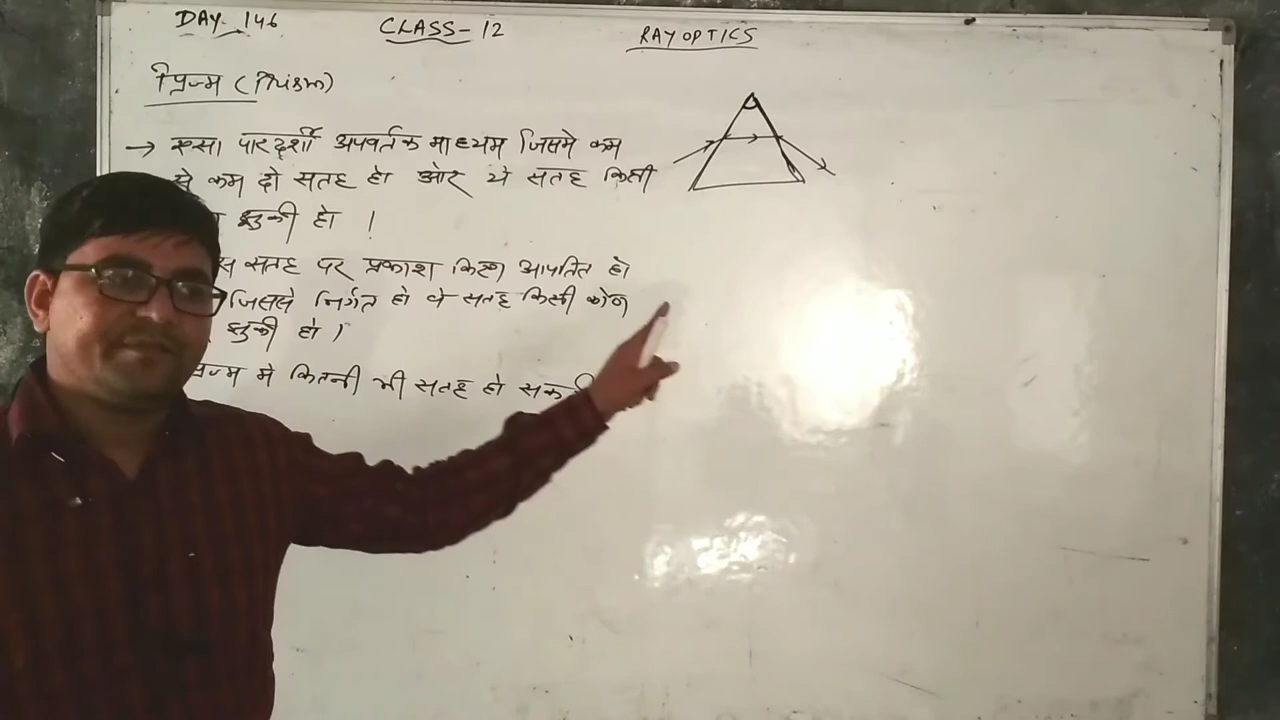 DAY-146
CLASS-12
RAY OPTICS
प्रिज्म (Prism)
→ ऐसा पारदर्शी अपवर्तक माध्यम जिसमे कम
से कम दो सतह हो और ये सतह किसी
झुकी हो ।
सतह पर प्रकाश किरण आपतित हो
जिससे निर्गत हो वे सतह किसी कोण
झुकी हो ।
प्रिज्म मे कितनी भी सतह हो